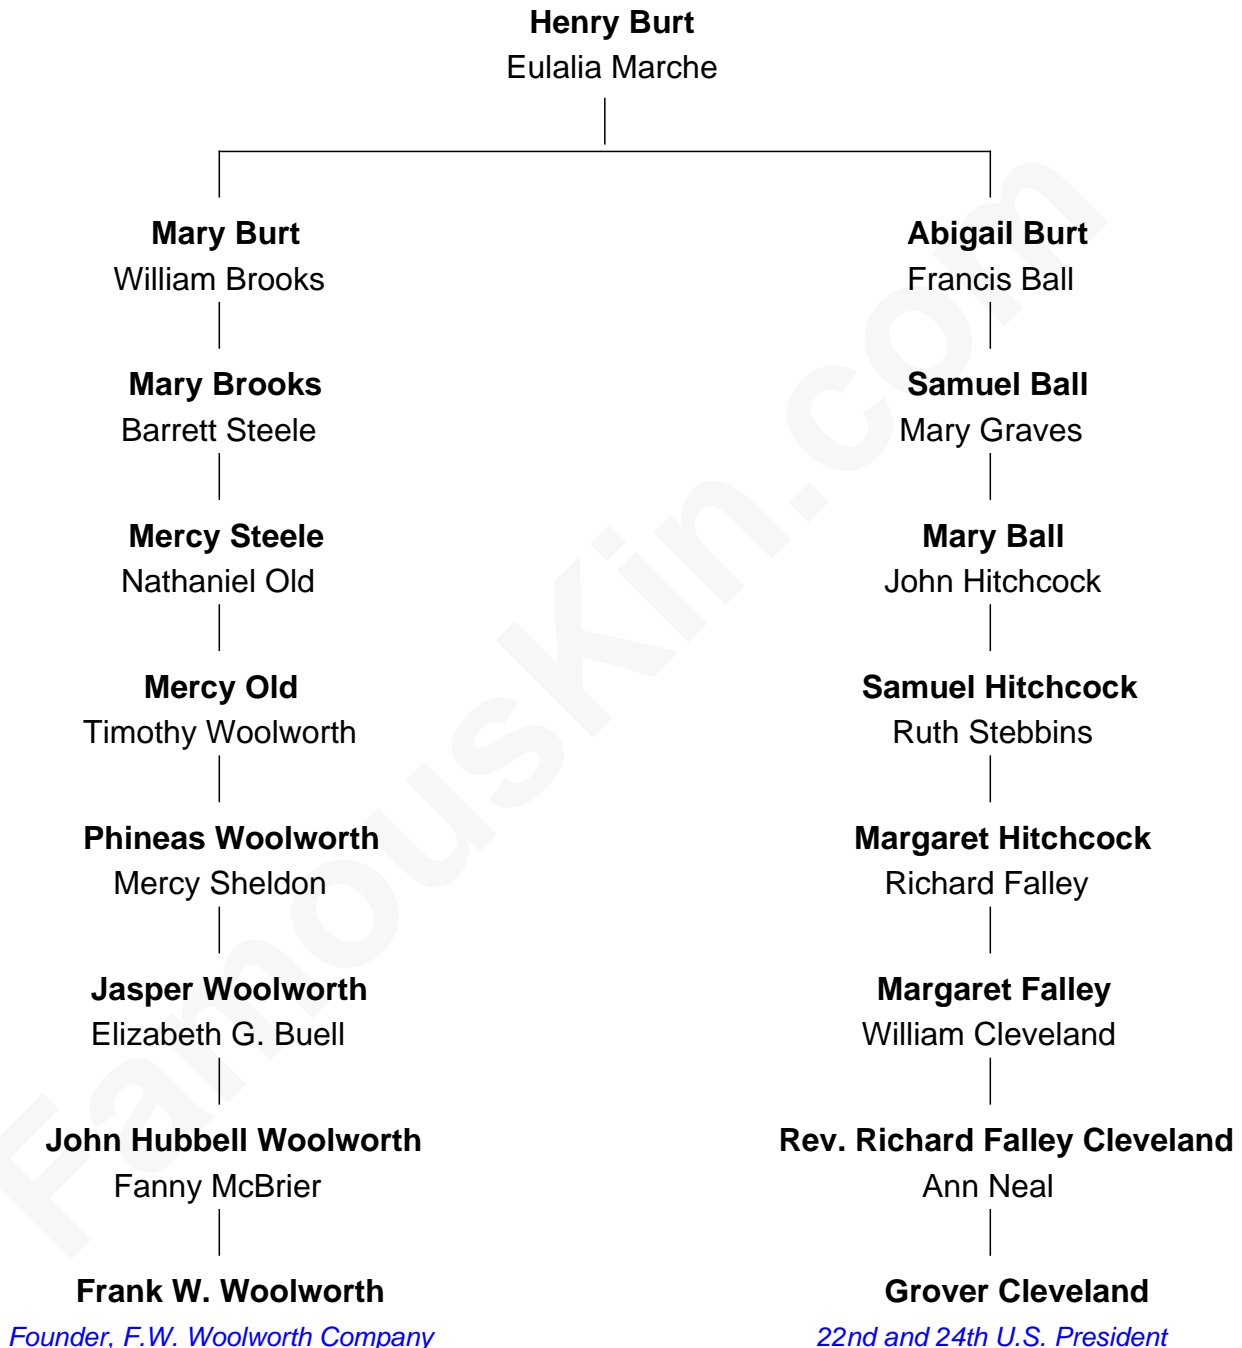 Henry Burt
Eulalia Marche
Mary Burt
William Brooks
Abigail Burt
Francis Ball
Mary Brooks
Barrett Steele
Samuel Ball
Mary Graves
Mercy Steele
Nathaniel Old
Mary Ball
John Hitchcock
Mercy Old
Timothy Woolworth
Samuel Hitchcock
Ruth Stebbins
Phineas Woolworth
Mercy Sheldon
Margaret Hitchcock
Richard Falley
Jasper Woolworth
Elizabeth G. Buell
Margaret Falley
William Cleveland
John Hubbell Woolworth
Fanny McBrier
Rev. Richard Falley Cleveland
Ann Neal
Frank W. Woolworth
Founder, F.W. Woolworth Company
Grover Cleveland
22nd and 24th U.S. President
FamousKin.com